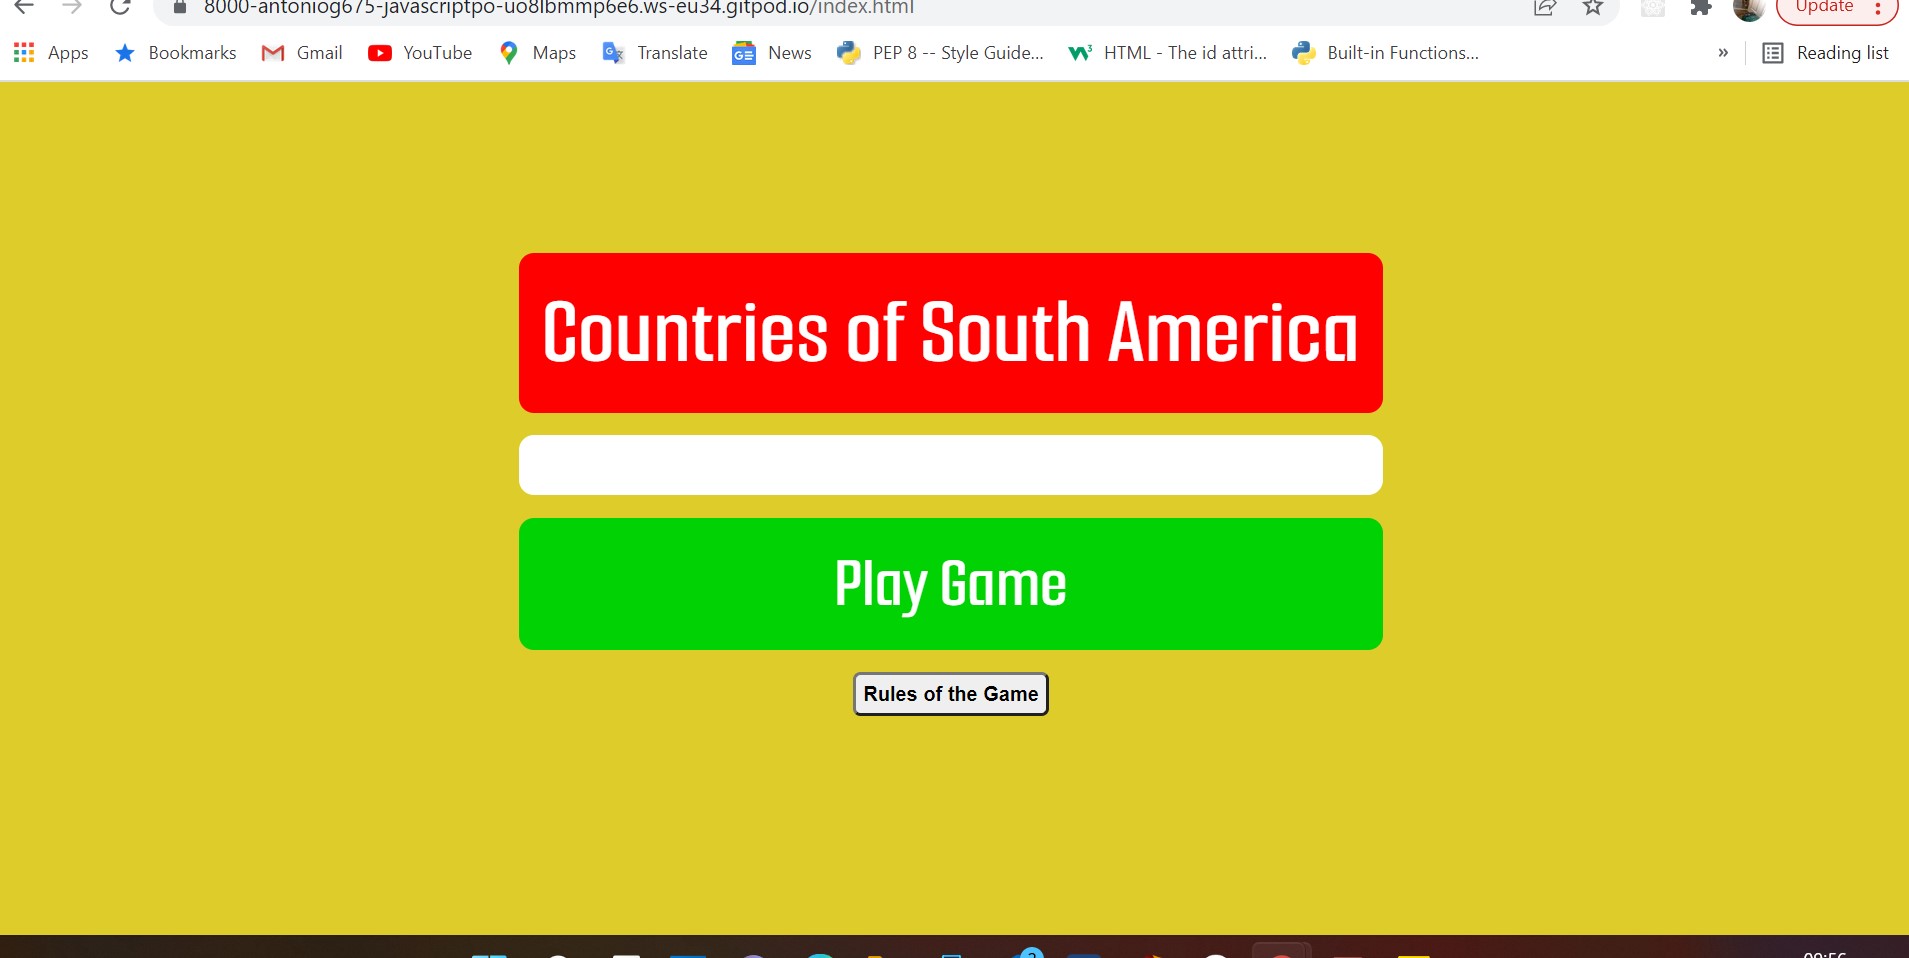 8000-antoniog675-javascriptpo-uo8lbmmp6e6.ws-eu34.gitpod.io/index.html Update
Apps Bookmarks Gmail YouTube Maps Translate News PEP 8 -- Style Guide... HTML - The id attri... Built-in Functions... » Reading list
Countries of South America
Play Game
Rules of the Game